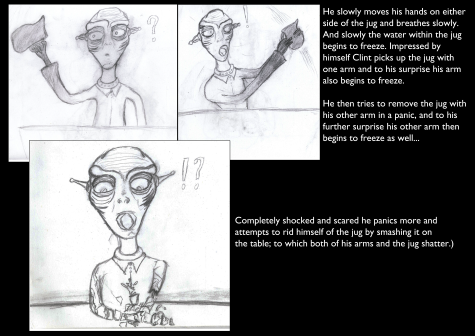 ?
!
He slowly moves his hands on either
side of the jug and breathes slowly.
And slowly the water within the jug
begins to freeze. Impressed by
himself Clint picks up the jug with
one arm and to his surprise his arm
also begins to freeze.
He then tries to remove the jug with
his other arm in a panic, and to his
further surprise his other arm then
begins to freeze as well...
!?
Completely shocked and scared he panics more and
attempts to rid himself of the jug by smashing it on
the table; to which both of his arms and the jug shatter.)